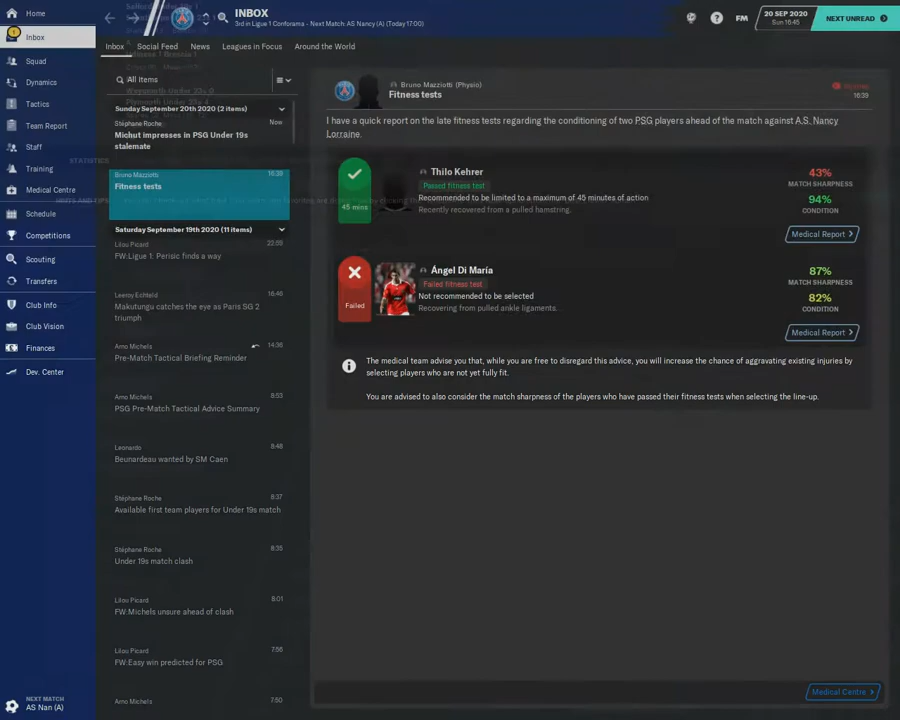 Home
Inbox
Squad
Dynamics
Tactics
Team Report
Staff
Training
Medical Centre
Schedule
Competitions
Scouting
Transfers
Club Info
Club Vision
Finances
Dev. Center
NEXT MATCH
AS Nan (A)
INBOX
3rd in Ligue 1 Conforama - Next Match: AS Nancy (A) (Today 17:00)
FM
20 SEP 2020
Sun 16:45
NEXT UNREAD
Inbox Social Feed News Leagues in Focus Around the World
All Items
Sunday September 20th 2020 (2 items)
Stéphane Roche Now
Michut impresses in PSG Under 19s
stalemate
STATISTICS
Bruno Mazziotti 16:39
Fitness tests
Saturday September 19th 2020 (11 items)
Lilou Picard 22:59
FW:Ligue 1: Perisic finds a way
Leeroy Echteld 16:46
Makutungu catches the eye as Paris SG 2
triumph
Arno Michels 14:36
Pre-Match Tactical Briefing Reminder
Arno Michels 8:53
PSG Pre-Match Tactical Advice Summary
Leonardo 8:48
Beunardeau wanted by SM Caen
Stéphane Roche 8:37
Available first team players for Under 19s match
Stéphane Roche 8:35
Under 19s match clash
Lilou Picard 8:01
FW:Michels unsure ahead of clash
Lilou Picard 7:56
FW:Easy win predicted for PSG
Arno Michels 7:50
Bruno Mazziotti (Physio)
Fitness tests
16:39
I have a quick report on the late fitness tests regarding the conditioning of two PSG players ahead of the match against A.S. Nancy
Lorraine.
45 mins
Thilo Kehrer
Passed fitness test
Recommended to be limited to a maximum of 45 minutes of action
Recently recovered from a pulled hamstring.
43%
MATCH SHARPNESS
94%
CONDITION
Medical Report
Failed
Ángel Di María
Failed fitness test
Not recommended to be selected
Recovering from pulled ankle ligaments.
87%
MATCH SHARPNESS
82%
CONDITION
Medical Report
The medical team advise you that, while you are free to disregard this advice, you will increase the chance of aggravating existing injuries by
selecting players who are not yet fully fit.
You are advised to also consider the match sharpness of the players who have passed their fitness tests when selecting the line-up.
Medical Centre